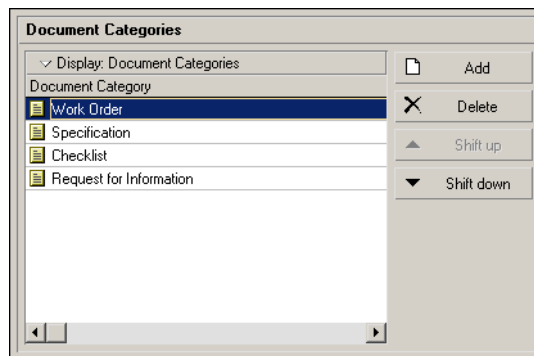 Document Categories
Display: Document Categories
Document Category
Work Order
Specification
Checklist
Request for Information
Add
Delete
Shift up
Shift down